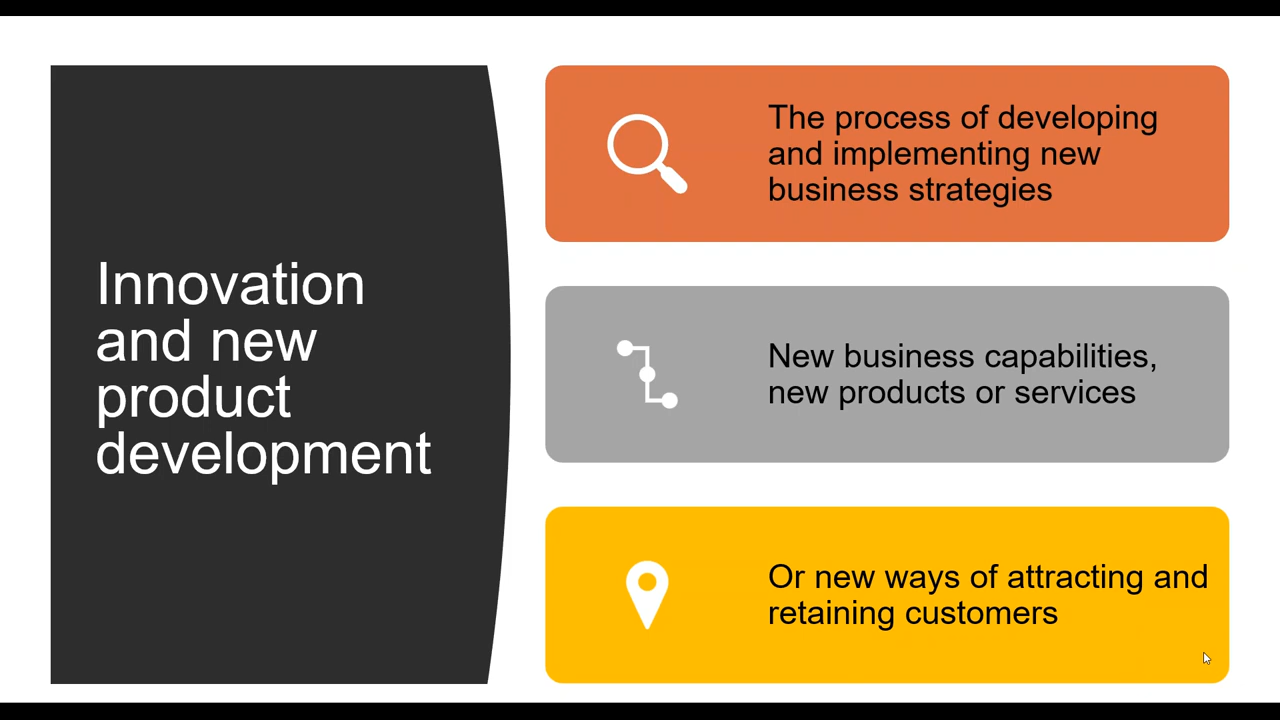 Innovation
and new
product
development
The process of developing
and implementing new
business strategies
New business capabilities,
new products or services
Or new ways of attracting and
retaining customers